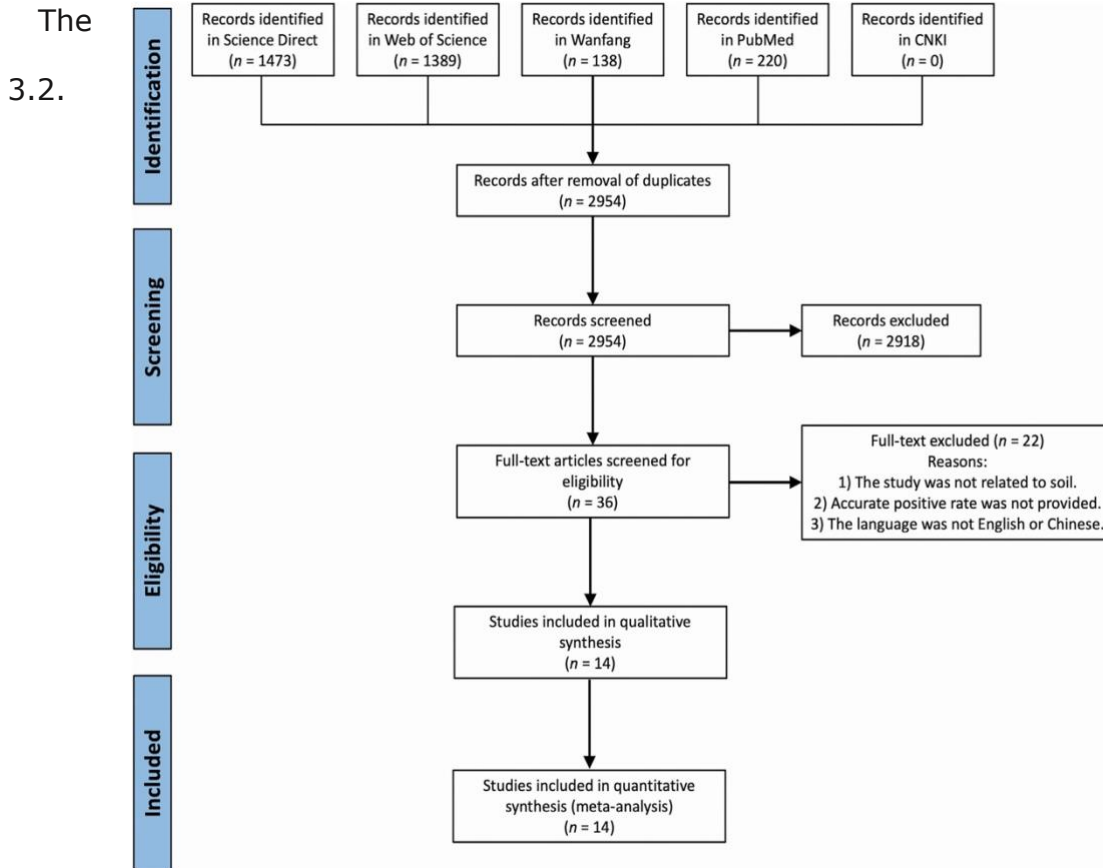 The
3.2.
Identification
Records identified
in Science Direct
(n = 1473)
Records identified
in Web of Science
(n = 1389)
Records identified
in Wanfang
(n = 138)
Records identified
in PubMed
(n = 220)
Records identified
in CNKI
(n = 0)
Records after removal of duplicates
(n = 2954)
Screening
Records screened
(n = 2954)
Records excluded
(n = 2918)
Eligibility
Full-text articles screened for
eligibility
(n = 36)
Full-text excluded (n = 22)
Reasons:
1) The study was not related to soil.
2) Accurate positive rate was not provided.
3) The language was not English or Chinese.
Studies included in qualitative
synthesis
(n = 14)
Included
Studies included in quantitative
synthesis (meta-analysis)
(n = 14)